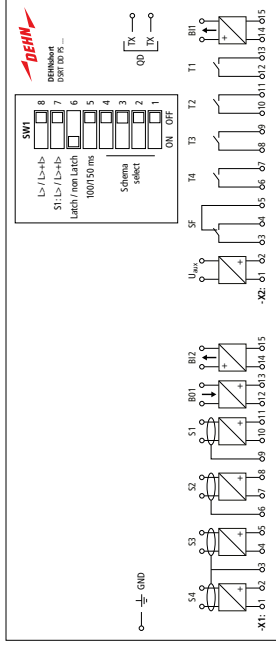 DEHN
DEHNshort
DSRT DD PS ...
SW1
8
7
6
5
4
3
2
1
OFF
ON
L> / L>+I>
S1: L> / L>+I>
Latch / non Latch
100/150 ms
Schema
select
TX
TX
QD
GND
S4
S3
S2
S1
B01
BI2
Uaux
SF
T4
T3
T2
T1
BI1
-X1: 1 2 3 4 5 6 7 8 9 10 11 12 13 14 15
-X2: 1 2 3 4 5 6 7 8 9 10 11 12 13 14 15